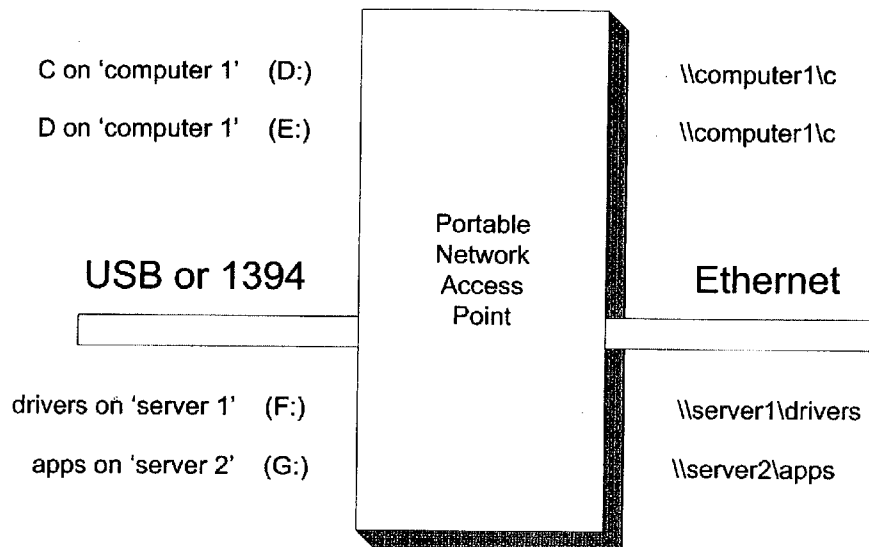 C on ‘computer 1’ (D:)
D on ‘computer 1’ (E:)
USB or 1394
drivers on ‘server 1’ (F:)
apps on ‘server 2’ (G:)
Portable
Network
Access
Point
\\computer1\c
\\computer1\c
Ethernet
\\server1\drivers
\\server2\apps